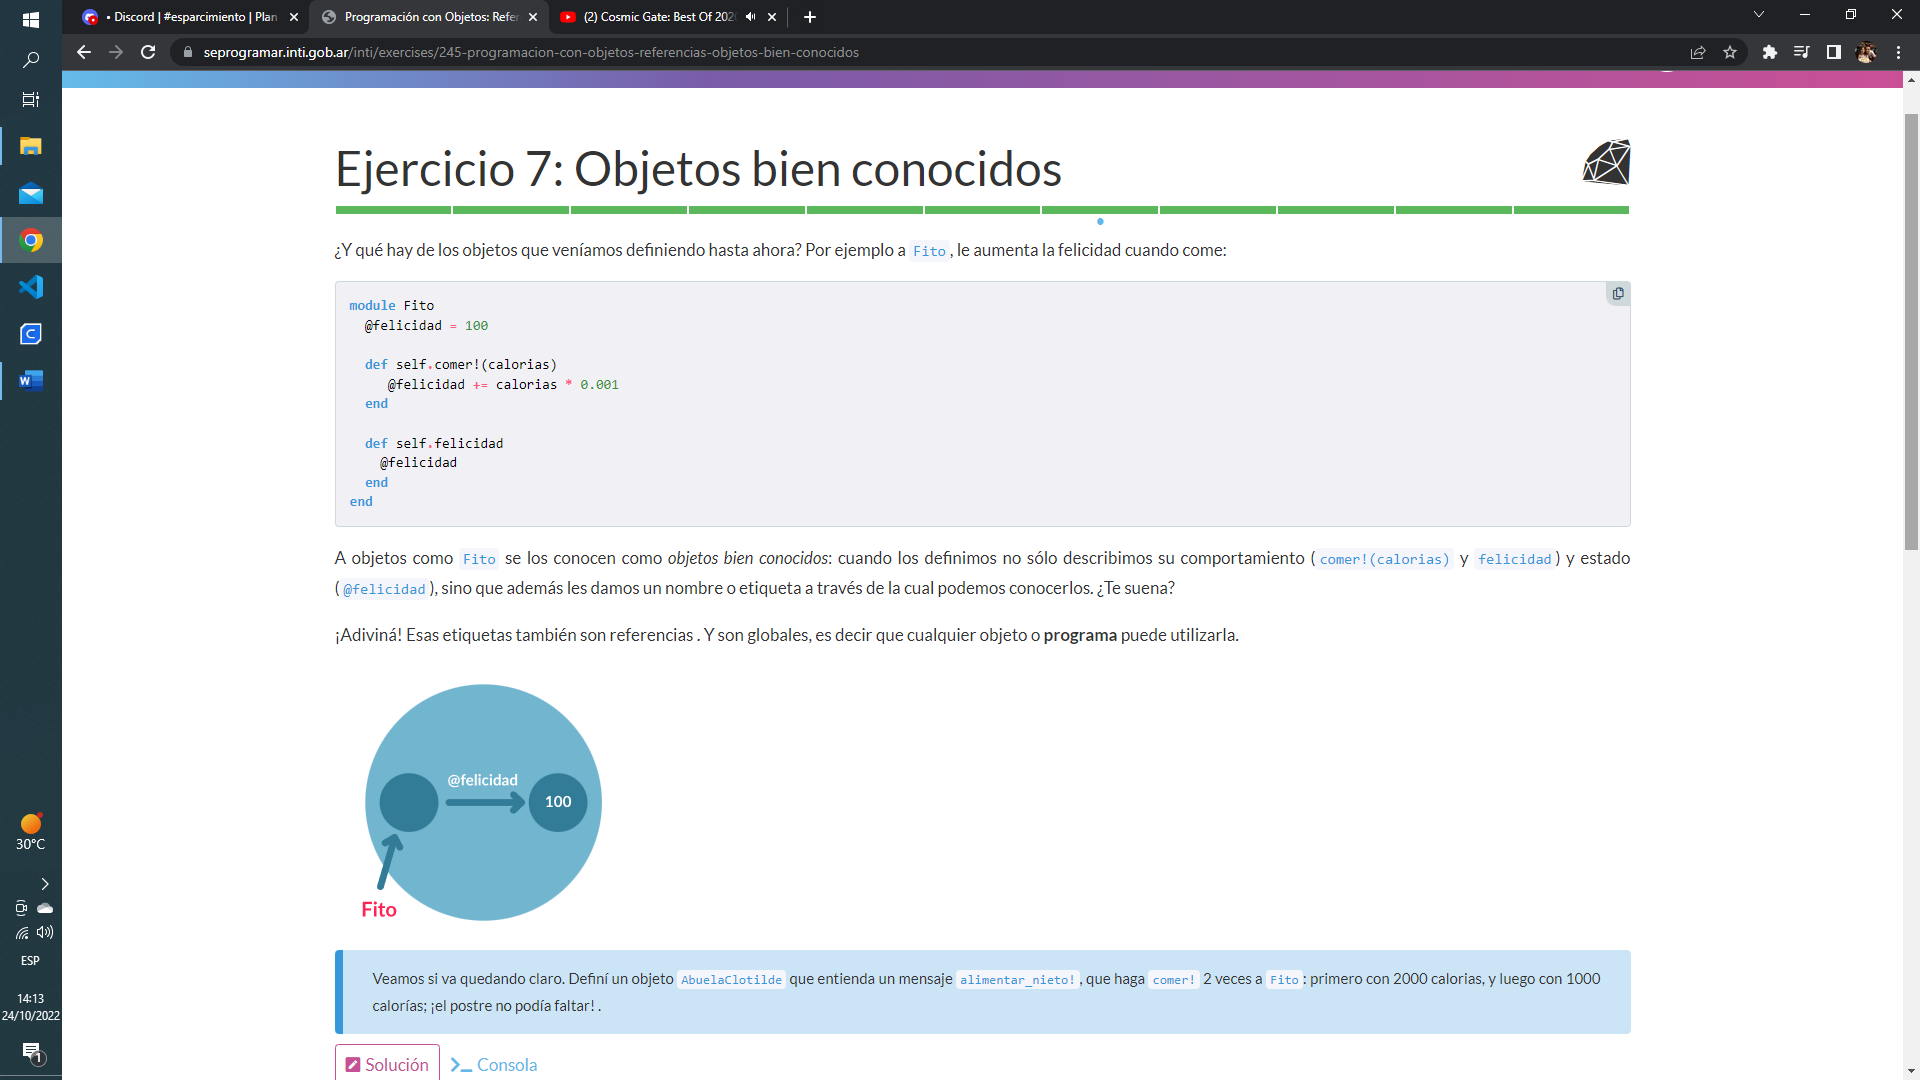 • Discord | #esparcimiento | Plan
Programación con Objetos: Refer
(2) Cosmic Gate: Best Of 2020
seprogramar.inti.gob.ar/inti/exercises/245-programacion-con-objetos-referencias-objetos-bien-conocidos
Ejercicio 7: Objetos bien conocidos
¿Y qué hay de los objetos que veníamos definiendo hasta ahora? Por ejemplo a Fito, le aumenta la felicidad cuando come:
module Fito
@felicidad = 100
def self.comer!(calorias)
@felicidad += calorias * 0.001
end
def self.felicidad
@felicidad
end
end
A objetos como Fito se los conocen como objetos bien conocidos: cuando los definimos no sólo describimos su comportamiento (comer!(calorias) y felicidad) y estado
(@felicidad), sino que además les damos un nombre o etiqueta a través de la cual podemos conocerlos. ¿Te suena?
¡Adiviná! Esas etiquetas también son referencias . Y son globales, es decir que cualquier objeto o programa puede utilizarla.
@felicidad
100
Fito
Veamos si va quedando claro. Definí un objeto AbuelaClotilde que entienda un mensaje alimentar_nieto!, que haga comer! 2 veces a Fito: primero con 2000 calorias, y luego con 1000
calorías; ¡el postre no podía faltar! .
Solución
Consola
30°C
ESP
14:13
24/10/2022
1